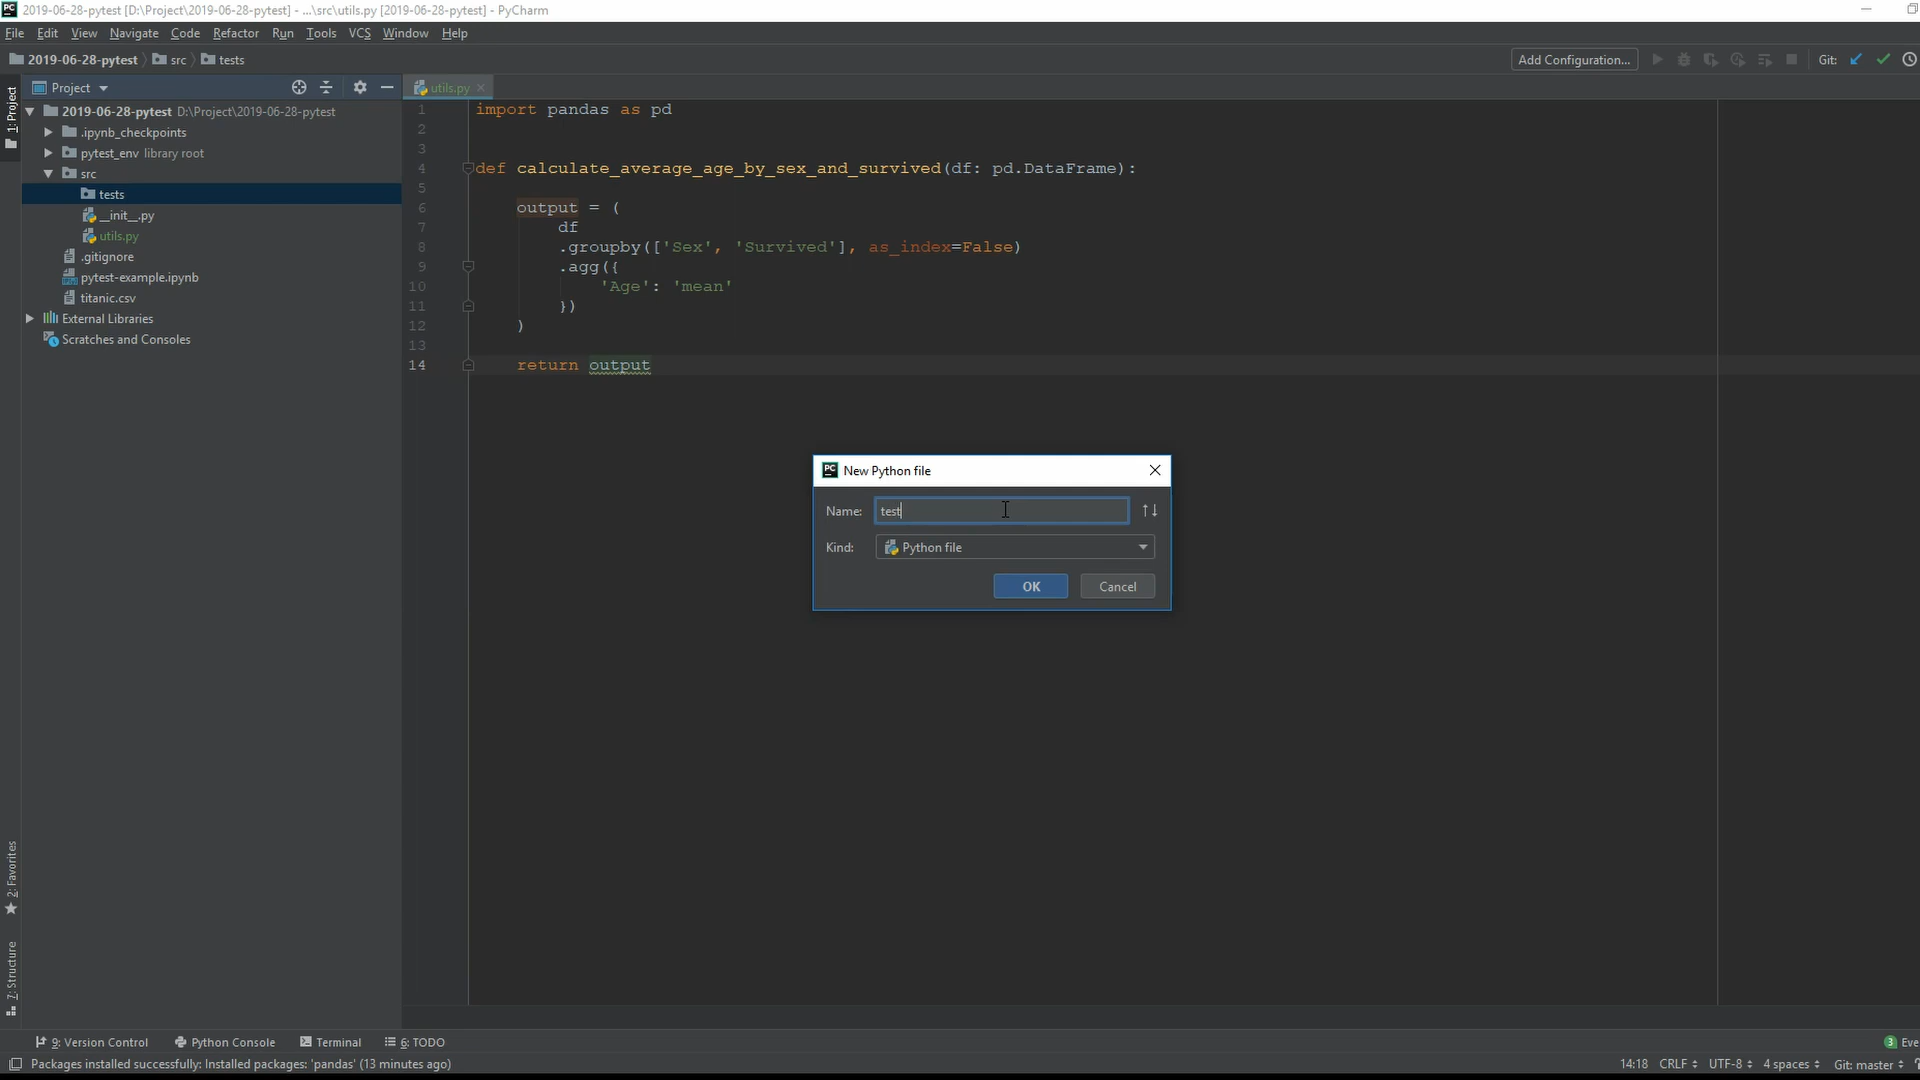 2019-06-28-pytest [D:\Project\2019-06-28-pytest] - ...\src\utils.py [2019-06-28-pytest] - PyCharm
File Edit View Navigate Code Refactor Run Tools VCS Window Help
2019-06-28-pytest src tests Add Configuration... Git:
Project utils.py
1: Project
2019-06-28-pytest D:\Project\2019-06-28-pytest
.ipynb_checkpoints
pytest_env library root
src
tests
__init__.py
utils.py
.gitignore
pytest-example.ipynb
titanic.csv
External Libraries
Scratches and Consoles
1 import pandas as pd
2
3
4 def calculate_average_age_by_sex_and_survived(df: pd.DataFrame):
5
6 output = (
7 df
8 .groupby(['Sex', 'Survived'], as_index=False)
9 .agg({
10 'Age': 'mean'
11 })
12 )
13
14 return output
PC New Python file
Name: test
Kind: Python file
OK Cancel
2: Favorites
7: Structure
9: Version Control Python Console Terminal 6: TODO 3 Eve
Packages installed successfully: Installed packages: 'pandas' (13 minutes ago) 14:18 CRLF UTF-8 4 spaces Git: master